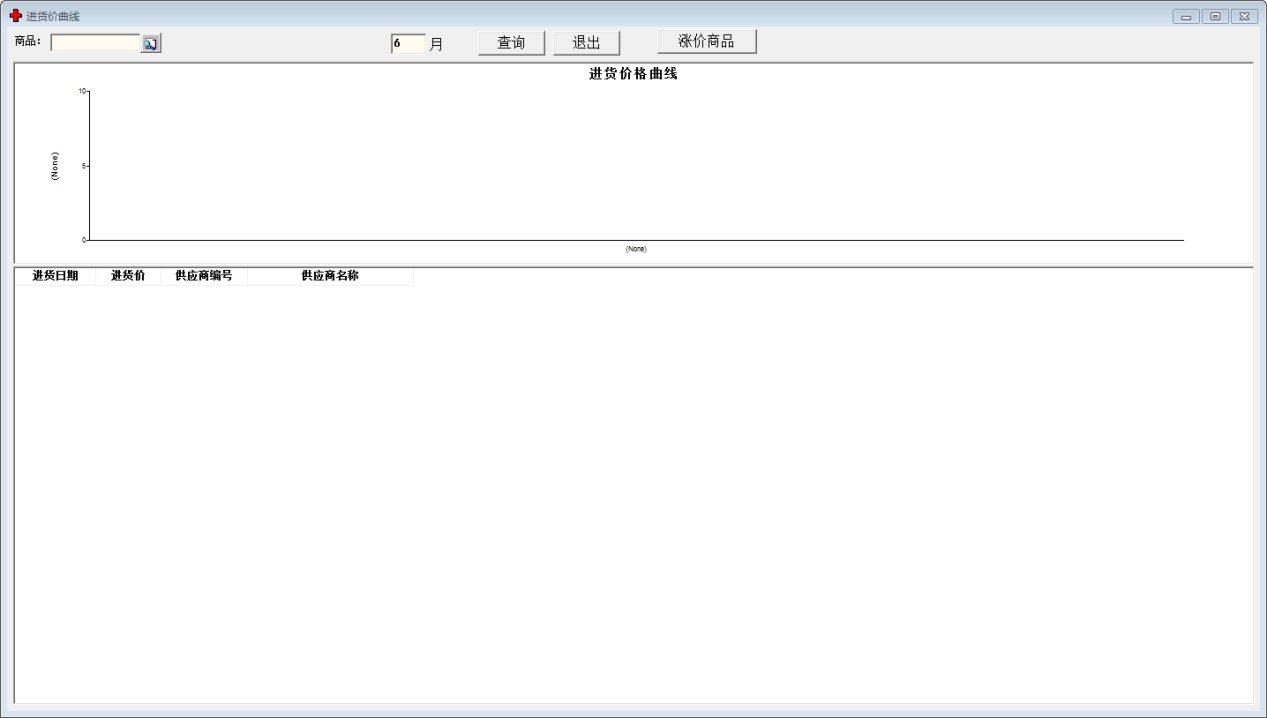 进货价曲线
商品：
6 月 查询 退出 涨价商品
进货价格曲线
10
5
0
(None)
(None)
进货日期 进货价 供应商编号 供应商名称